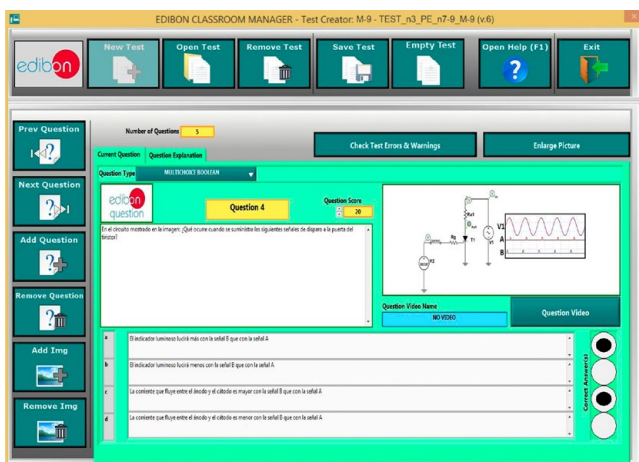 EDIBON CLASSROOM MANAGER - Test Creator: M-9 - TEST_n3_PE_n7-9_M-9 (v.6)
New Test
Open Test
Remove Test
Save Test
Empty Test
Open Help (F1)
Exit
edibon
Prev Question
Next Question
Add Question
Remove Question
Add Img
Remove Img
Number of Questions 5
Check Test Errors & Warnings
Enlarge Picture
Current Question Question Explanation
Question Type MULTICHOICE BOOLEAN
edibon
question
Question 4
Question Score
20
En el circuito mostrado en la imagen: ¿Qué ocurre cuando se suministra las siguientes señales de disparo a la puerta del
tiristor?
Rg
T1
V1
V1
A
B
Question Video Name
NO VIDEO
Question Video
a El indicador luminoso lucirá más con la señal B que con la señal A
b El indicador luminoso lucirá menos con la señal B que con la señal A
c La corriente que fluye entre el ánodo y el cátodo es mayor con la señal B que con la señal A
d La corriente que fluye entre el ánodo y el cátodo es menor con la señal B que con la señal A
Correct Answer(s)